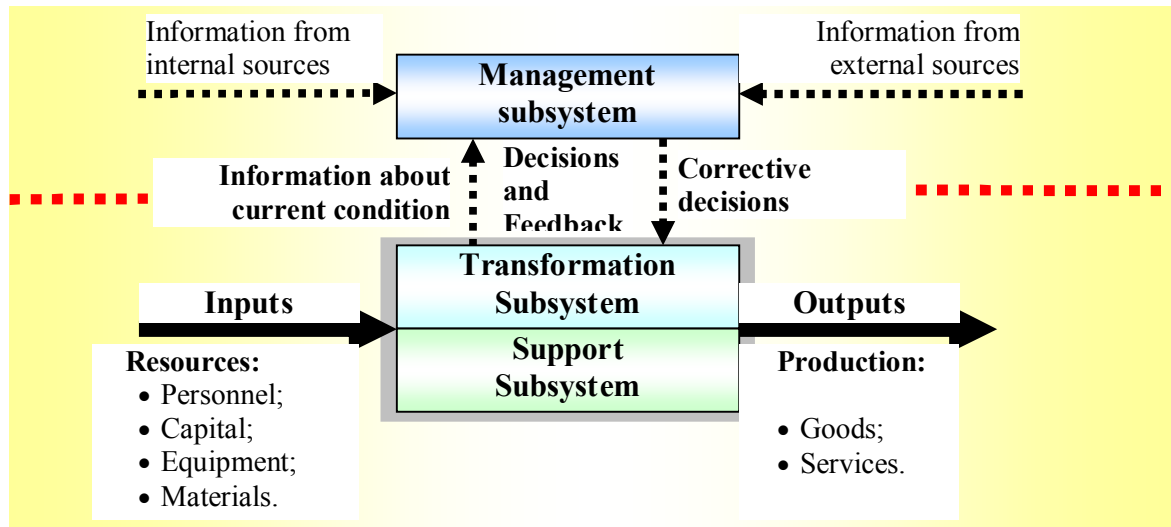 Information from
internal sources
Management
subsystem
Information from
external sources
Information about
current condition
Decisions
and
Feedback
Corrective
decisions
Inputs
Transformation
Subsystem
Support
Subsystem
Outputs
Resources:
• Personnel;
• Capital;
• Equipment;
• Materials.
Production:
• Goods;
• Services.